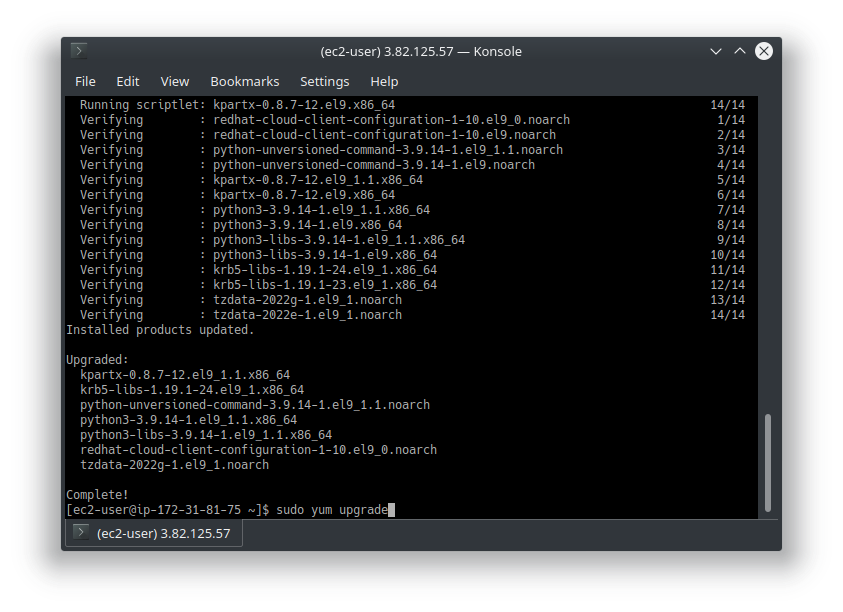 (ec2-user) 3.82.125.57 — Konsole
File Edit View Bookmarks Settings Help
Running scriptlet: kpartx-0.8.7-12.el9.x86_64 14/14
Verifying : redhat-cloud-client-configuration-1-10.el9_0.noarch 1/14
Verifying : redhat-cloud-client-configuration-1-10.el9.noarch 2/14
Verifying : python-unversioned-command-3.9.14-1.el9_1.1.noarch 3/14
Verifying : python-unversioned-command-3.9.14-1.el9.noarch 4/14
Verifying : kpartx-0.8.7-12.el9_1.1.x86_64 5/14
Verifying : kpartx-0.8.7-12.el9.x86_64 6/14
Verifying : python3-3.9.14-1.el9_1.1.x86_64 7/14
Verifying : python3-3.9.14-1.el9.x86_64 8/14
Verifying : python3-libs-3.9.14-1.el9_1.1.x86_64 9/14
Verifying : python3-libs-3.9.14-1.el9.x86_64 10/14
Verifying : krb5-libs-1.19.1-24.el9_1.x86_64 11/14
Verifying : krb5-libs-1.19.1-23.el9_1.x86_64 12/14
Verifying : tzdata-2022g-1.el9_1.noarch 13/14
Verifying : tzdata-2022e-1.el9_1.noarch 14/14
Installed products updated.
Upgraded:
kpartx-0.8.7-12.el9_1.1.x86_64
krb5-libs-1.19.1-24.el9_1.x86_64
python-unversioned-command-3.9.14-1.el9_1.1.noarch
python3-3.9.14-1.el9_1.1.x86_64
python3-libs-3.9.14-1.el9_1.1.x86_64
redhat-cloud-client-configuration-1-10.el9_0.noarch
tzdata-2022g-1.el9_1.noarch
Complete!
[ec2-user@ip-172-31-81-75 ~]$ sudo yum upgrade
(ec2-user) 3.82.125.57